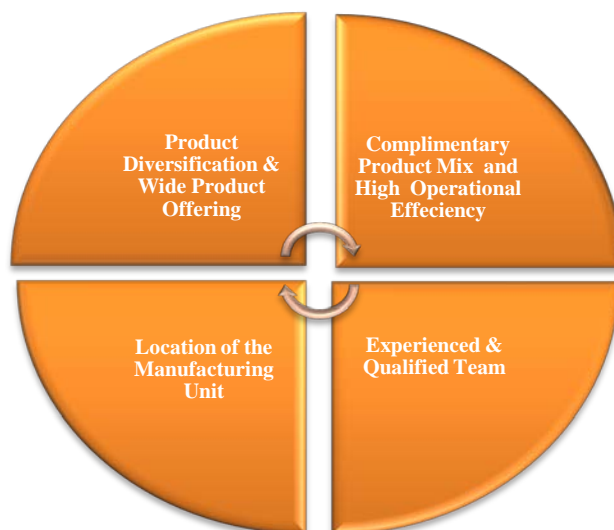 Product
Diversification &
Wide Product
Offering
Complimentary
Product Mix and
High Operational
Effeciency
Location of the
Manufacturing
Unit
Experienced &
Qualified Team